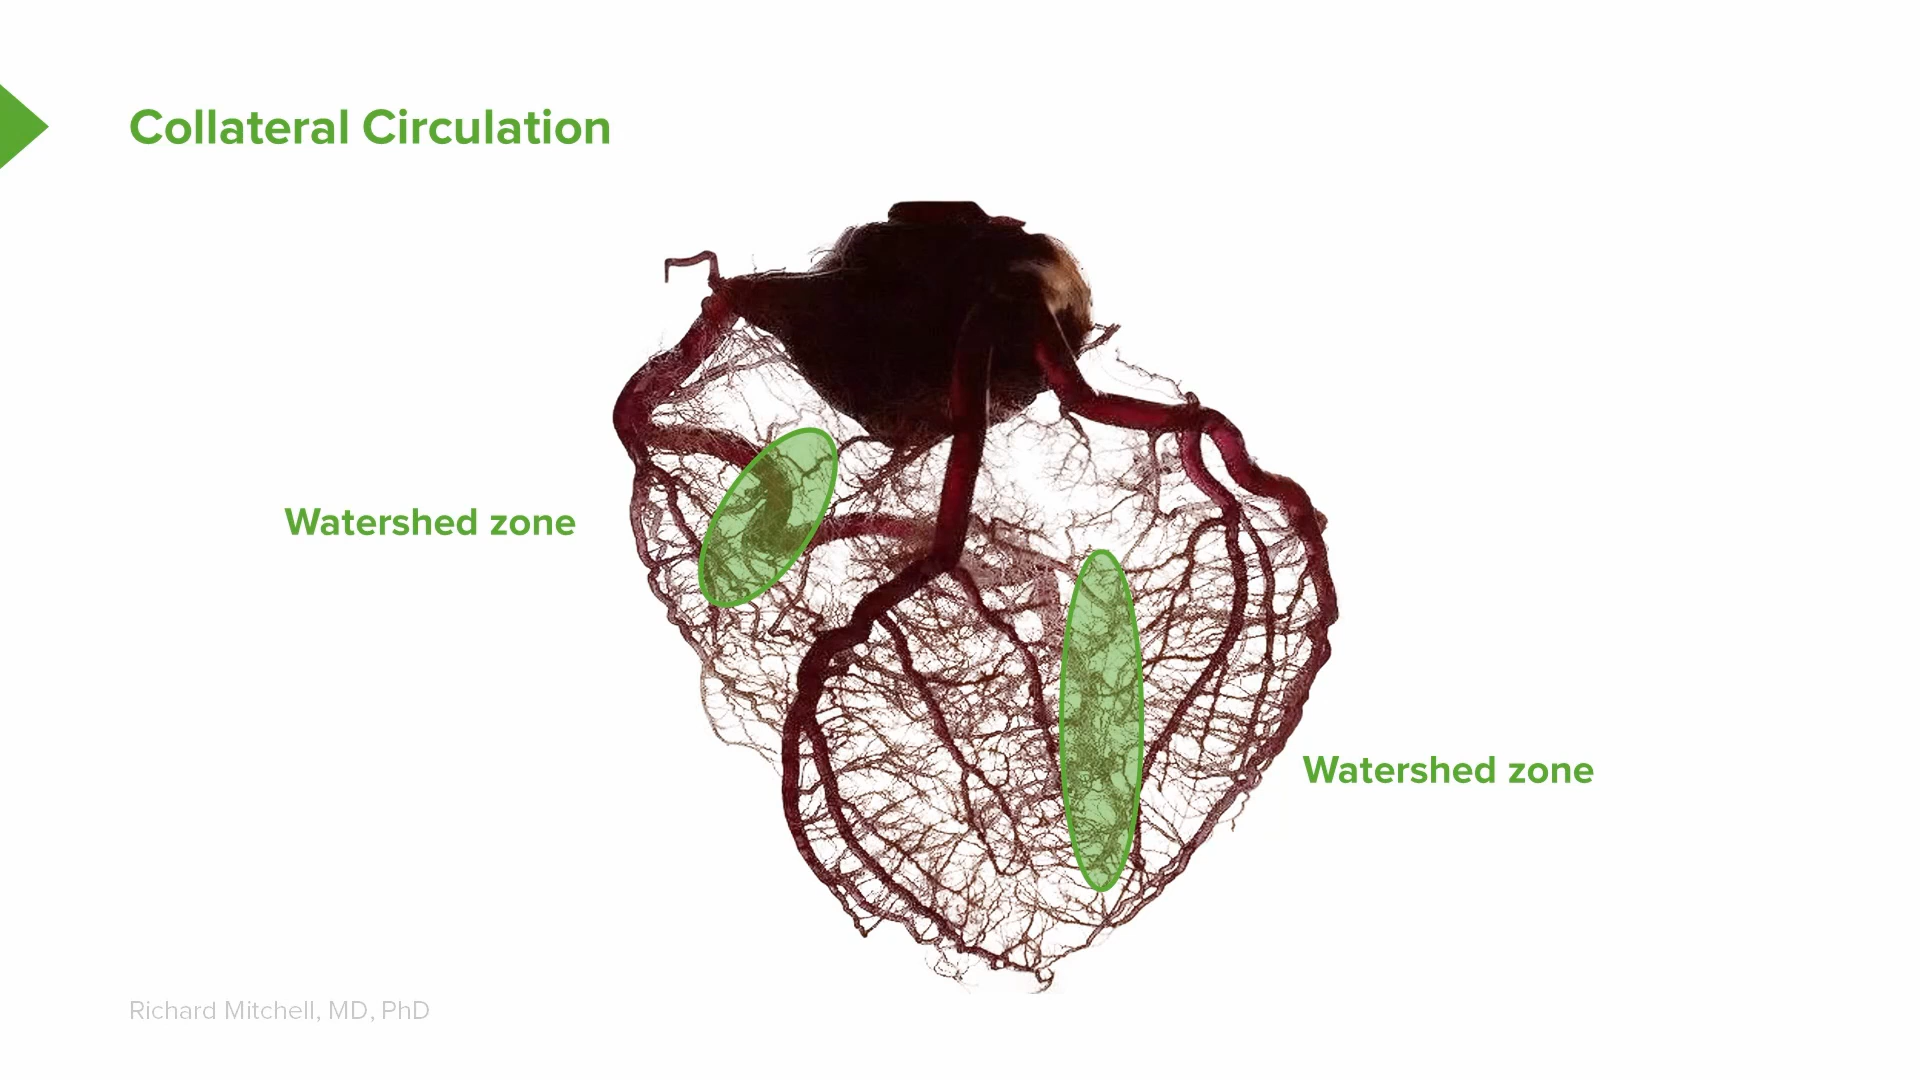 Collateral Circulation
Watershed zone
Watershed zone
Richard Mitchell, MD, PhD